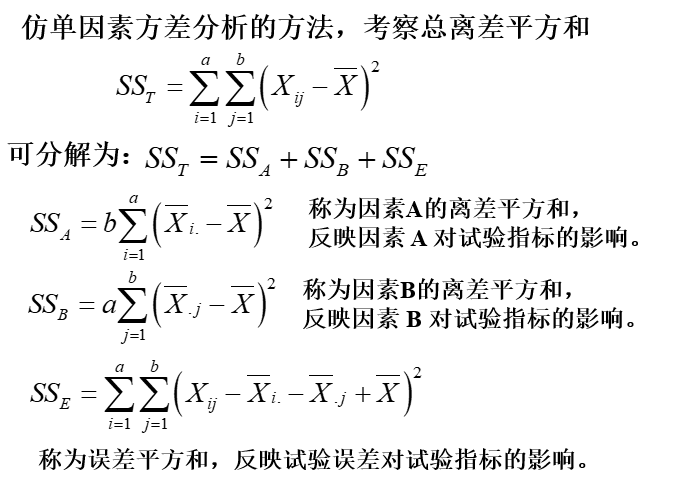 仿单因素方差分析的方法，考察总离差平方和
$SS_T = \sum_{i=1}^{a} \sum_{j=1}^{b} \left( X_{ij} - \overline{X} \right)^2$
可分解为：$SS_T = SS_A + SS_B + SS_E$
$SS_A = b \sum_{i=1}^{a} \left( \overline{X}_{i.} - \overline{X} \right)^2$ 称为因素A的离差平方和，
反映因素 A 对试验指标的影响。
$SS_B = a \sum_{j=1}^{b} \left( \overline{X}_{.j} - \overline{X} \right)^2$ 称为因素B的离差平方和，
反映因素 B 对试验指标的影响。
$SS_E = \sum_{i=1}^{a} \sum_{j=1}^{b} \left( X_{ij} - \overline{X}_{i.} - \overline{X}_{.j} + \overline{X} \right)^2$
称为误差平方和，反映试验误差对试验指标的影响。